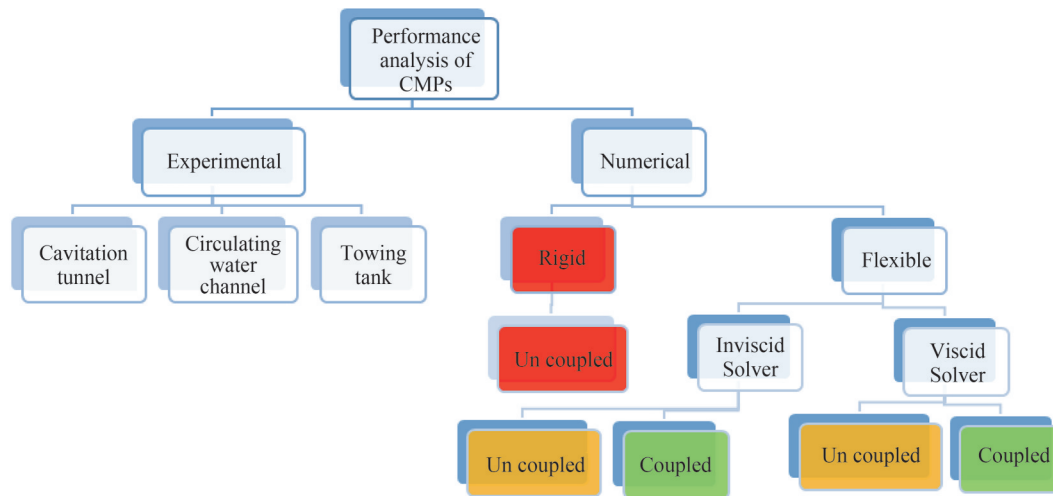 Performance
analysis of
CMPs
Experimental
Numerical
Cavitation
tunnel
Circulating
water
channel
Towing
tank
Rigid
Flexible
Un coupled
Inviscid
Solver
Viscid
Solver
Un coupled
Coupled
Un coupled
Coupled